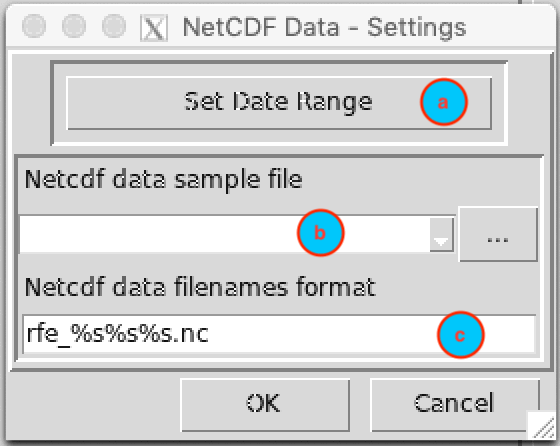 NetCDF Data - Settings
Set Date Range a
Netcdf data sample file
b ...
Netcdf data filenames format
rfe_%s%s%s.nc c
OK Cancel